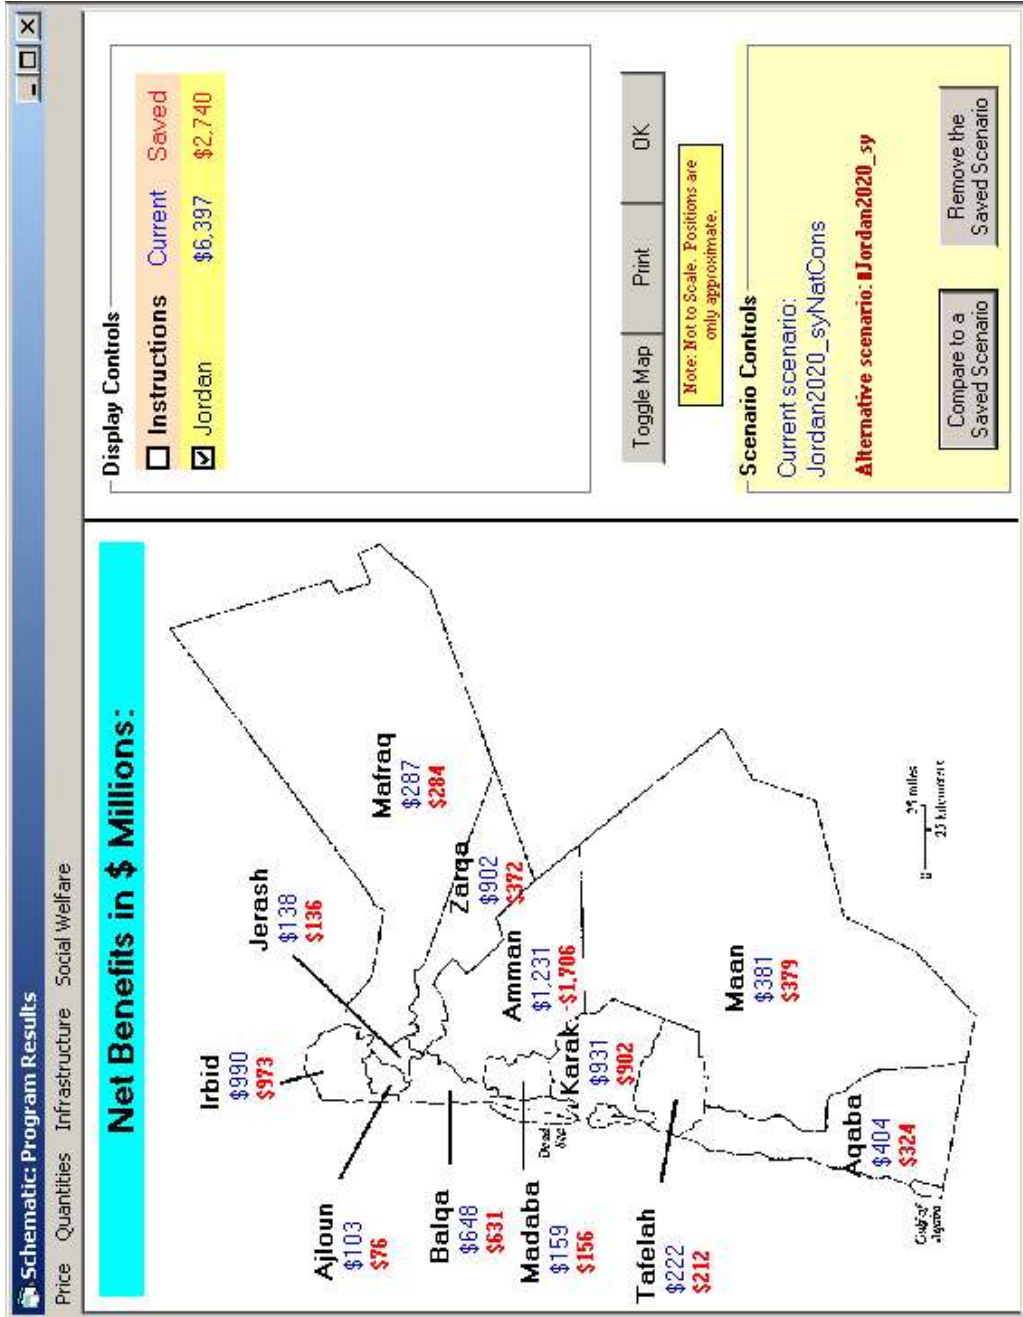 Schematic: Program Results
Price Quantities Infrastructure Social Welfare
Net Benefits in $ Millions:
Irbid
$990
$973
Jerash
$138
$136
Ajloun
$103
$76
Mafraq
$287
$284
Balqa
$648
$631
Zarqa
$902
$372
Amman
$1,231
-$1,706
Madaba
$159
$156
Dead
Sea
Karak
$931
$902
Tafelah
$222
$212
Maan
$381
$379
Aqaba
$404
$324
Gulf of
Aqaba
0 25 miles
25 kilometers
Display Controls
Instructions Current Saved
Jordan $6,397 $2,740
Toggle Map Print OK
Note: Not to Scale. Positions are
only approximate.
Scenario Controls
Current scenario:
Jordan2020_syNatCons
Alternative scenario: Jordan2020_sy
Compare to a
Saved Scenario
Remove the
Saved Scenario